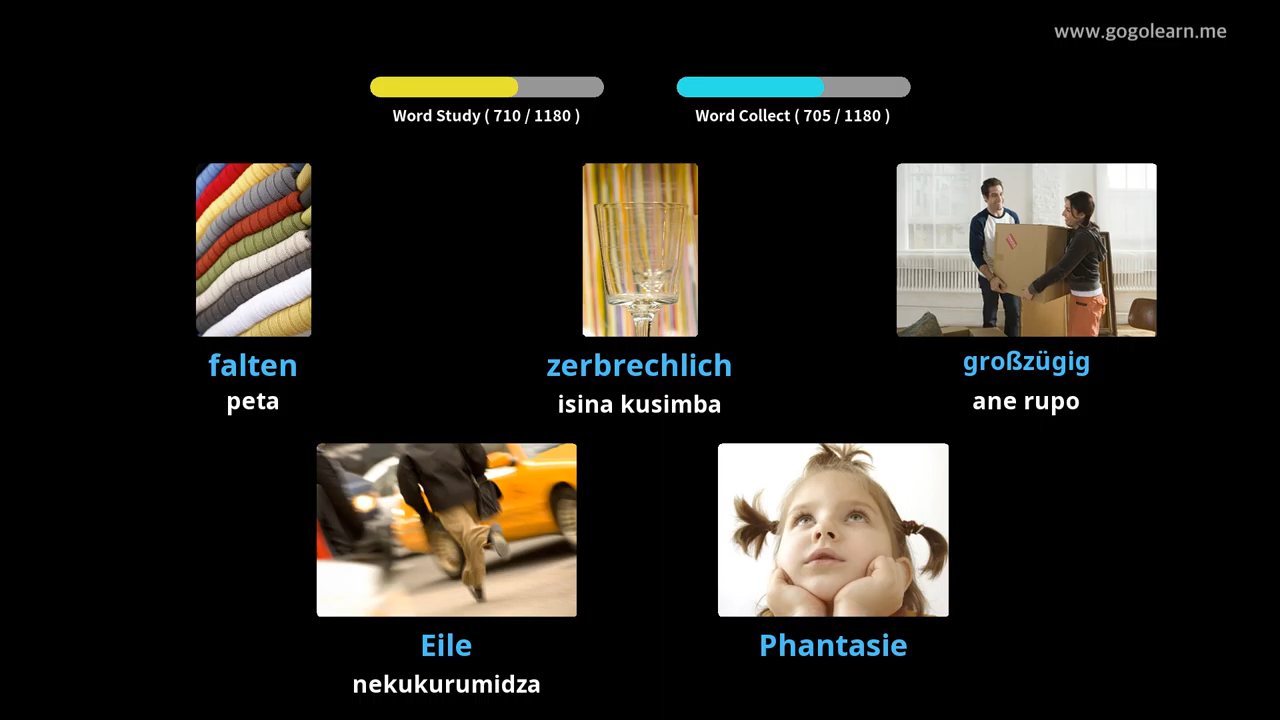 www.gogolearn.me
Word Study ( 710 / 1180 )
Word Collect ( 705 / 1180 )
falten
peta
zerbrechlich
isina kusimba
großzügig
ane rupo
Eile
nekukurumidza
Phantasie